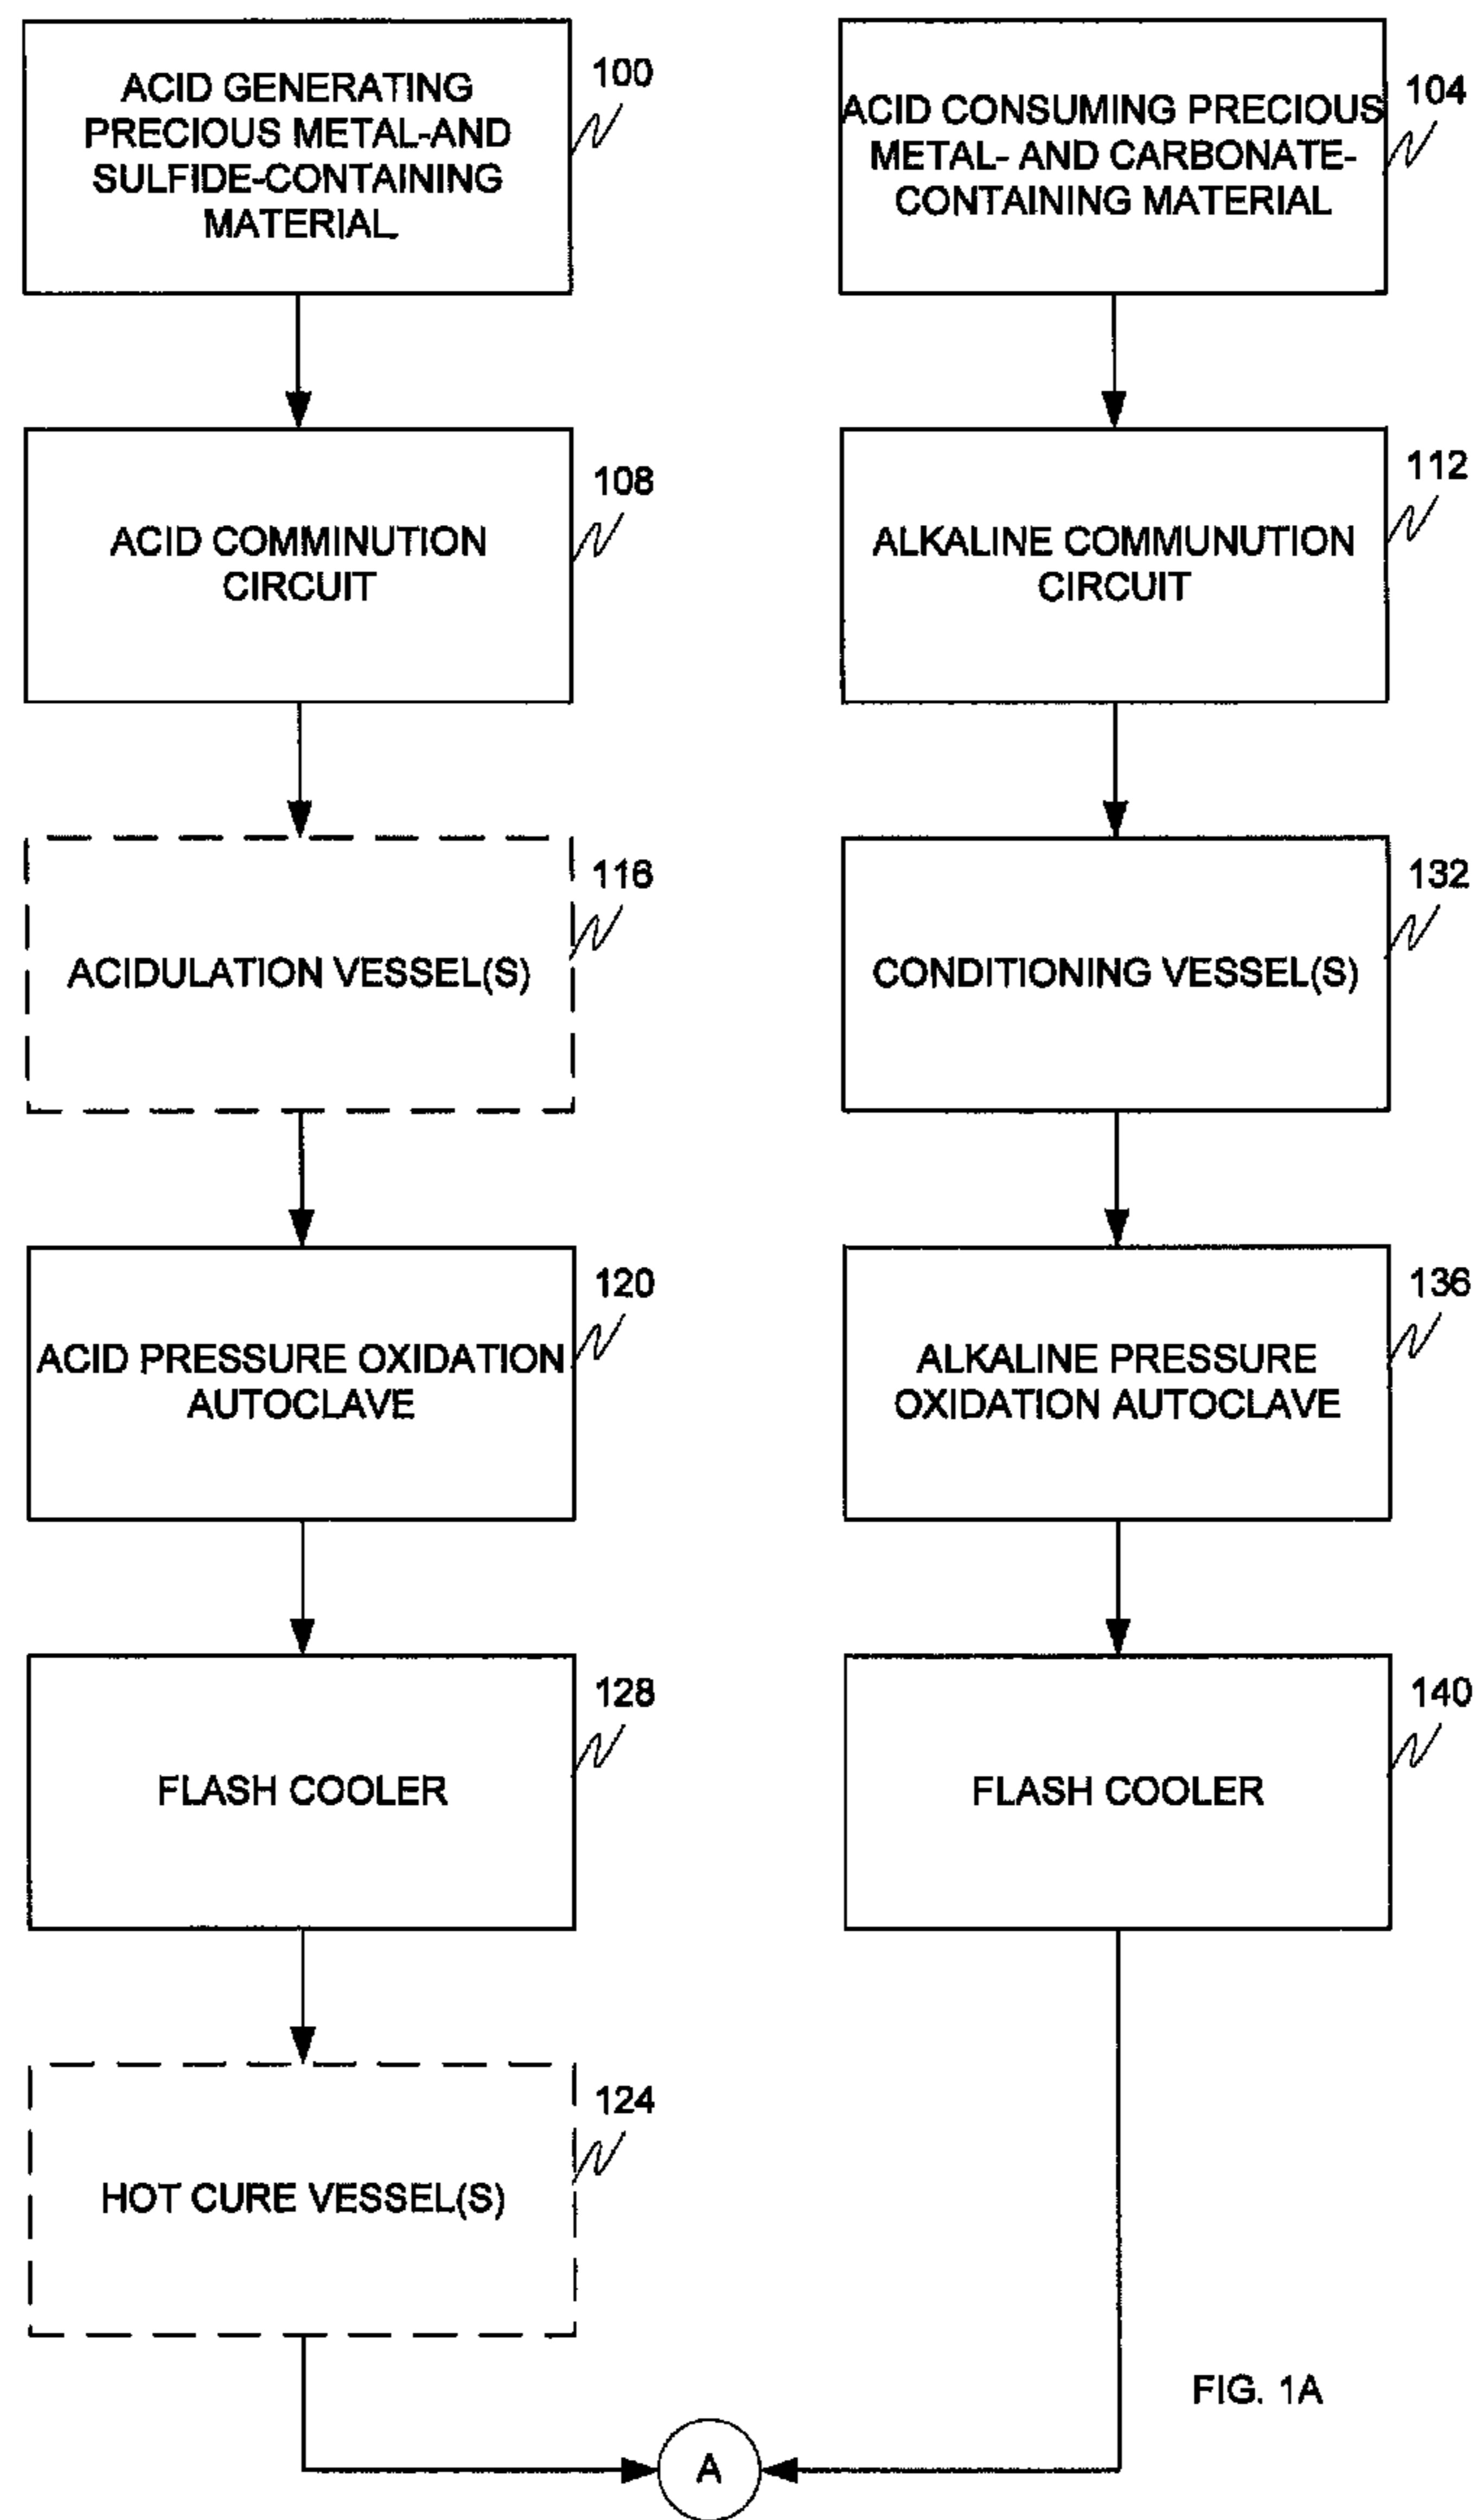 ACID GENERATING
PRECIOUS METAL-AND
SULFIDE-CONTAINING
MATERIAL
100
ACID CONSUMING PRECIOUS
METAL- AND CARBONATE-
CONTAINING MATERIAL
104
ACID COMMINUTION
CIRCUIT
108
ALKALINE COMMUNUTION
CIRCUIT
112
ACIDULATION VESSEL(S)
116
CONDITIONING VESSEL(S)
132
ACID PRESSURE OXIDATION
AUTOCLAVE
120
ALKALINE PRESSURE
OXIDATION AUTOCLAVE
136
FLASH COOLER
128
FLASH COOLER
140
HOT CURE VESSEL(S)
124
FIG. 1A
A